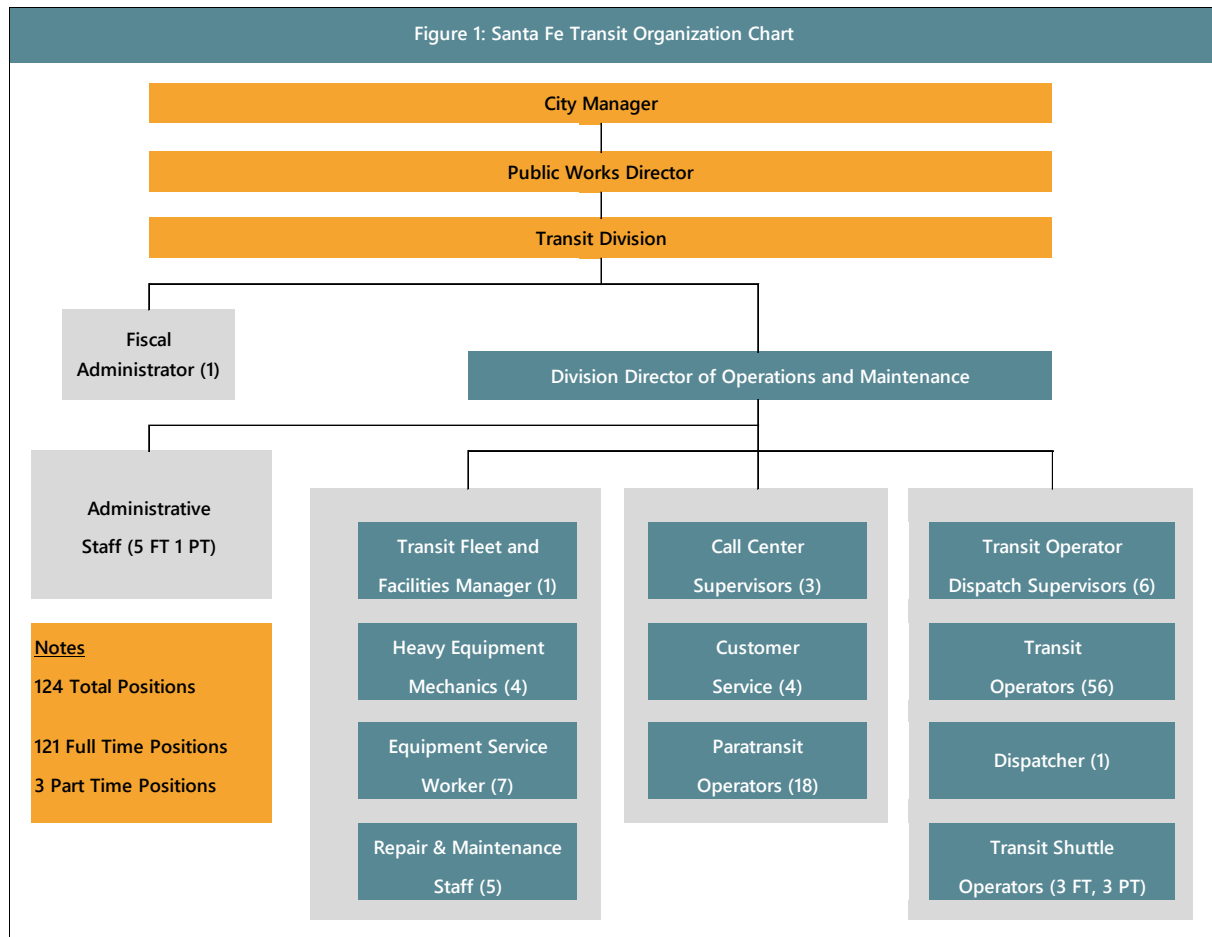 Figure 1: Santa Fe Transit Organization Chart
City Manager
Public Works Director
Transit Division
Fiscal
Administrator (1)
Division Director of Operations and Maintenance
Administrative
Staff (5 FT 1 PT)
Notes
124 Total Positions
121 Full Time Positions
3 Part Time Positions
Transit Fleet and
Facilities Manager (1)
Heavy Equipment
Mechanics (4)
Equipment Service
Worker (7)
Repair & Maintenance
Staff (5)
Call Center
Supervisors (3)
Customer
Service (4)
Paratransit
Operators (18)
Transit Operator
Dispatch Supervisors (6)
Transit
Operators (56)
Dispatcher (1)
Transit Shuttle
Operators (3 FT, 3 PT)